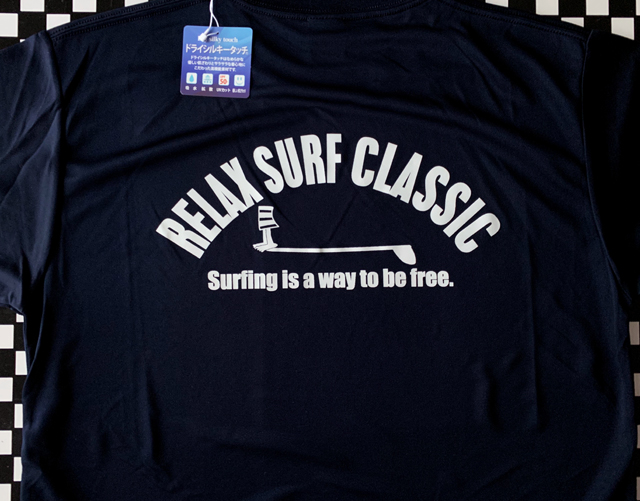 silky touch
ドライシルキータッチ
RELAX SURF CLASSIC
Surfing is a way to be free.